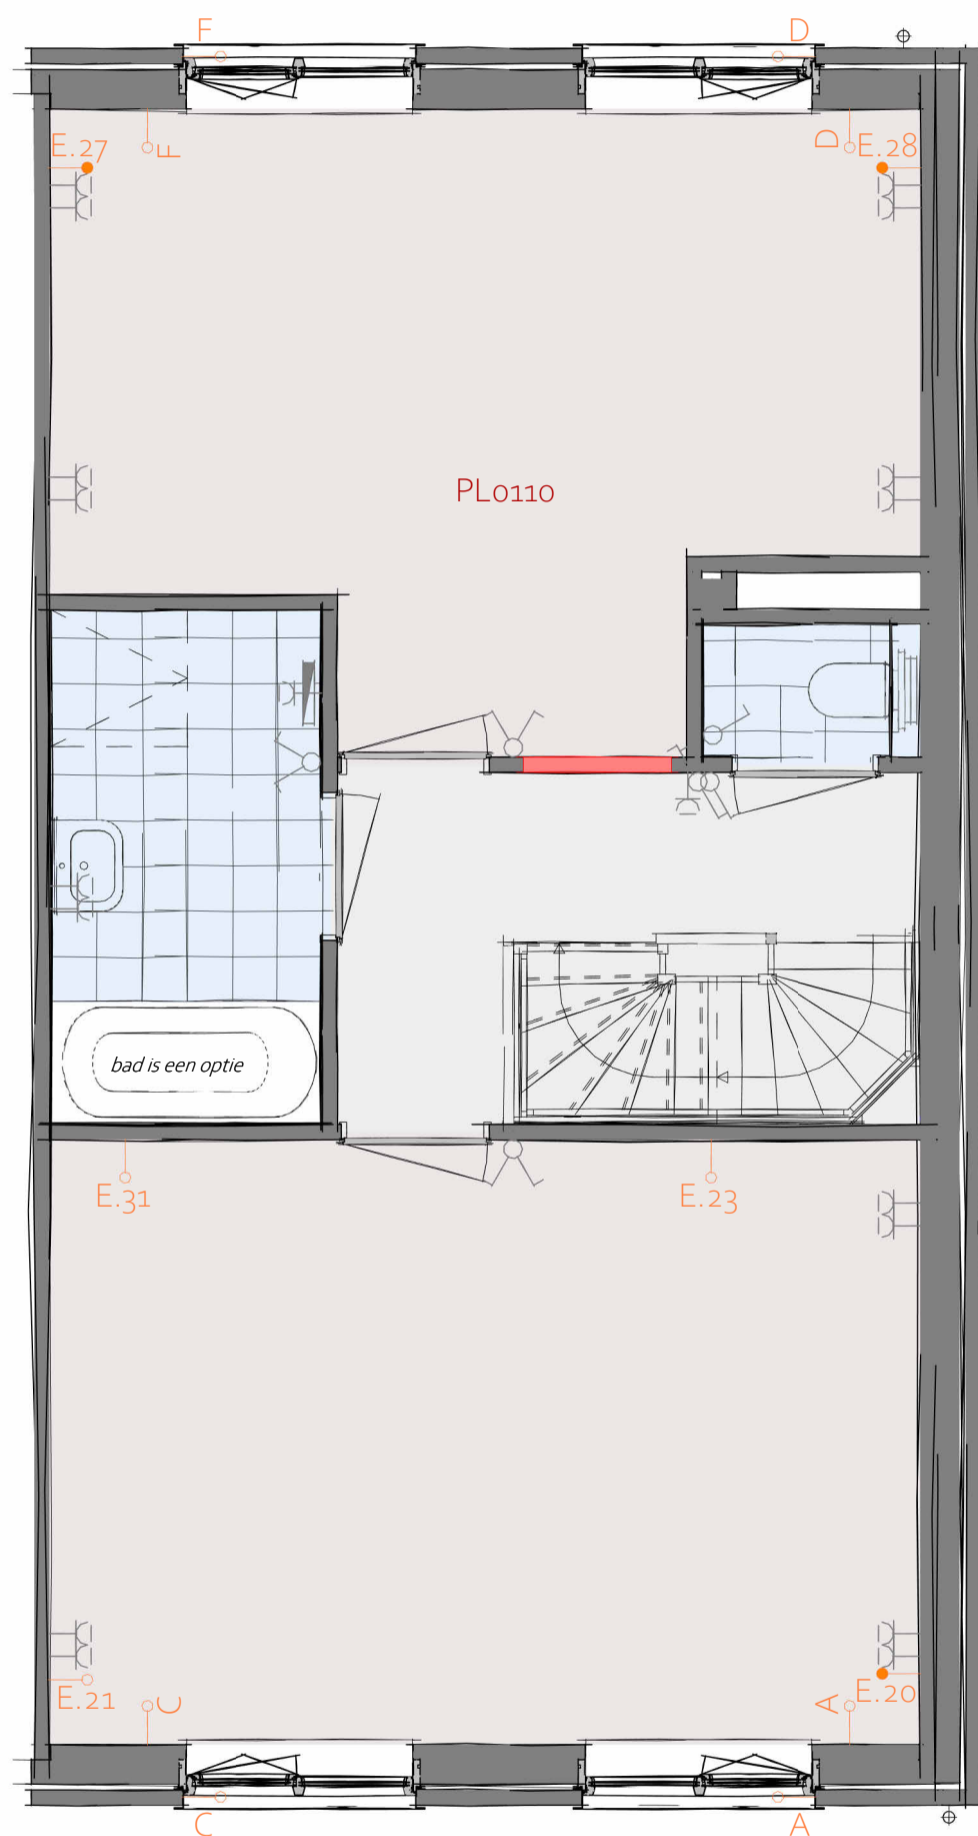 F
D
F
D
E.27
E.28
PL0110
bad is een optie
E.31
E.23
E.21
C
A
E.20
C
A